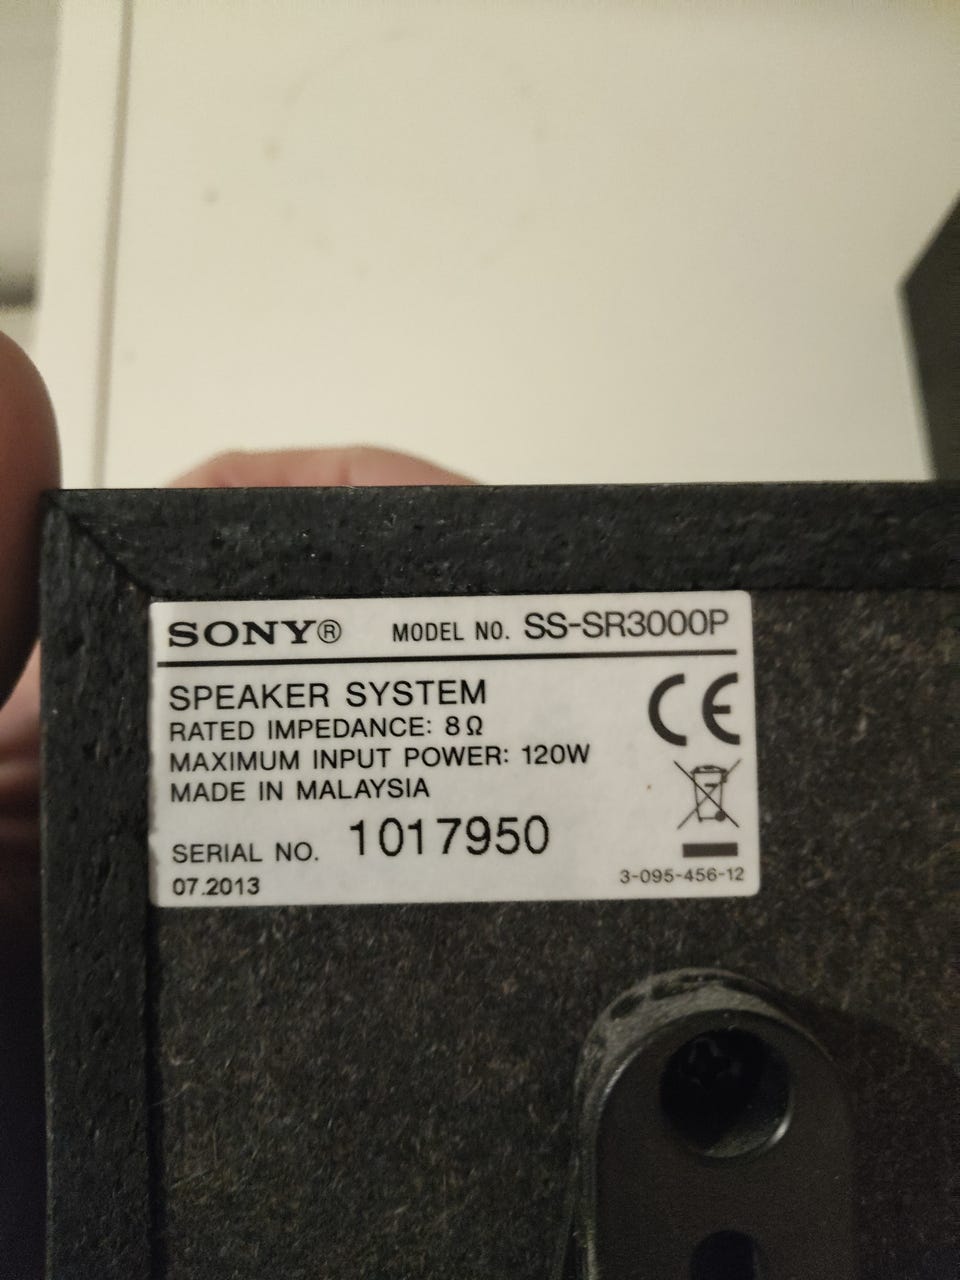 SONY® MODEL NO. SS-SR3000P
SPEAKER SYSTEM
RATED IMPEDANCE: 8Ω
MAXIMUM INPUT POWER: 120W
MADE IN MALAYSIA
SERIAL NO. 1017950
07.2013 3-095-456-12
CE